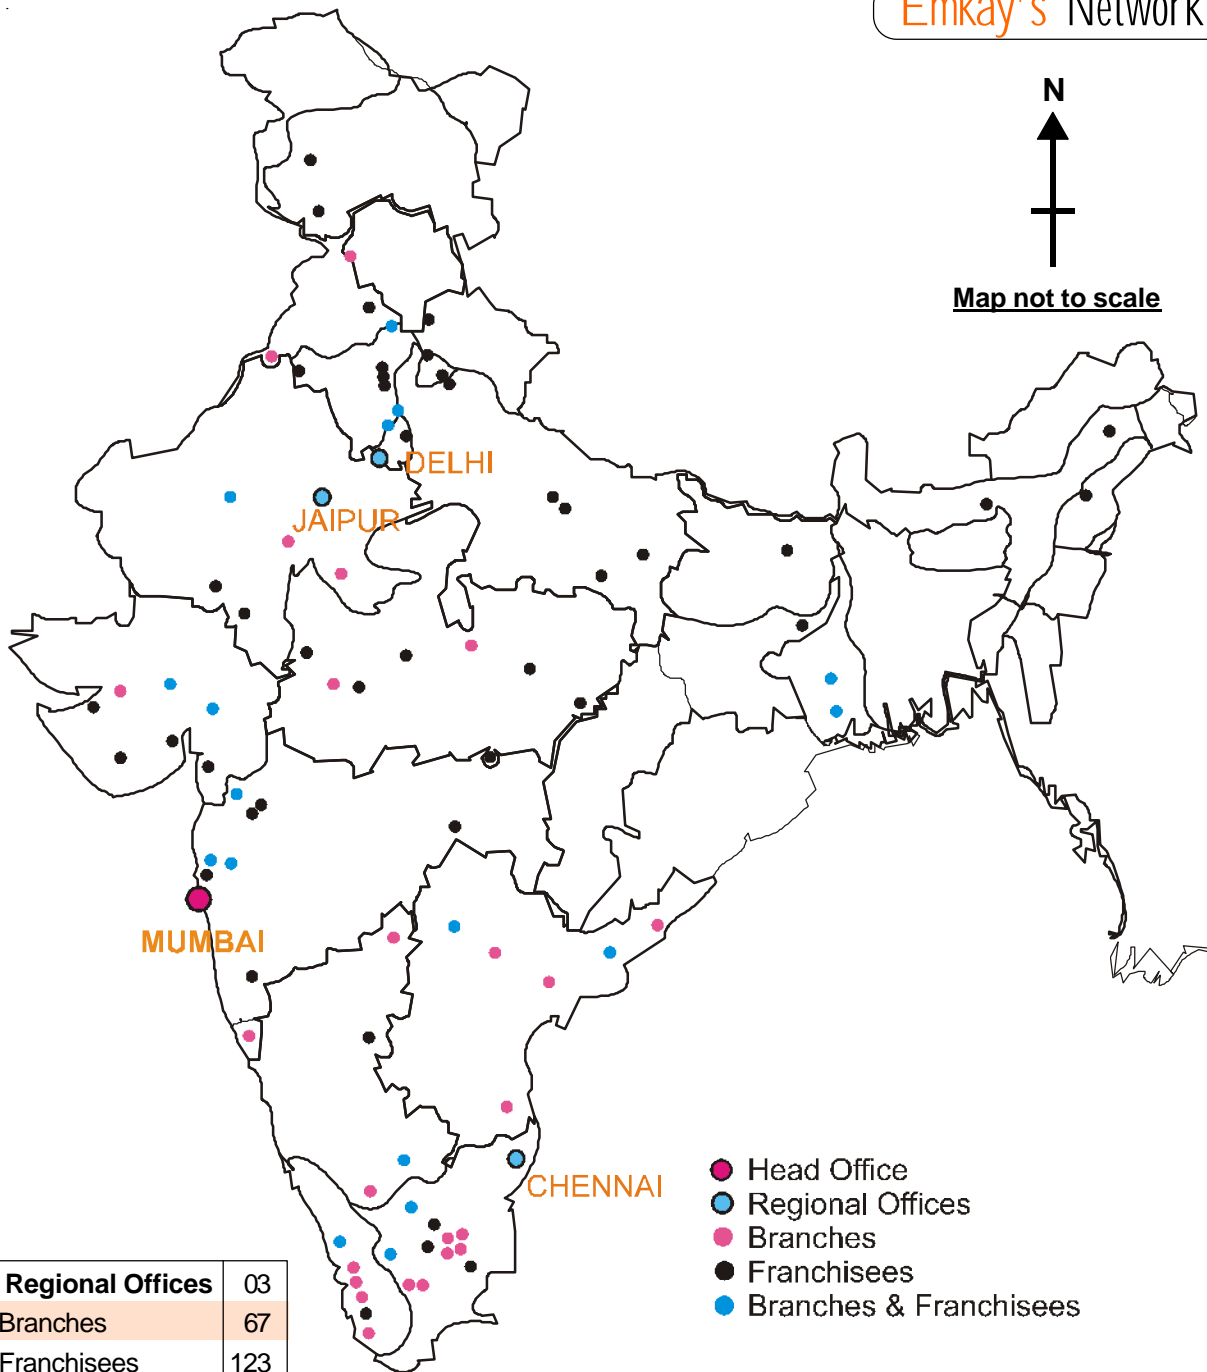 Emkay's Network
N
Map not to scale
DELHI
JAIPUR
MUMBAI
CHENNAI
Head Office
Regional Offices
Branches
Franchisees
Branches & Franchisees
Regional Offices 03
Branches 67
Franchisees 123